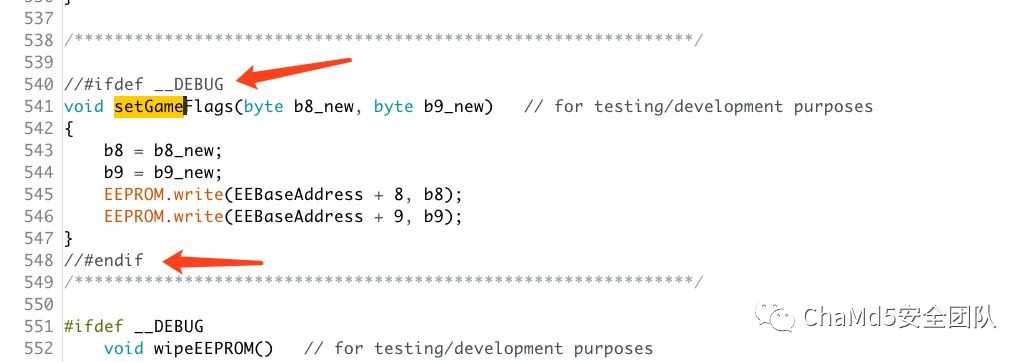 537
538 /**************************************************************/
539
540 //#ifdef __DEBUG
541 void setGameFlags(byte b8_new, byte b9_new)   // for testing/development purposes
542 {
543     b8 = b8_new;
544     b9 = b9_new;
545     EEPROM.write(EEBaseAddress + 8, b8);
546     EEPROM.write(EEBaseAddress + 9, b9);
547 }
548 //#endif
549 /**************************************************************/
550
551 #ifdef __DEBUG
552     void wipeEEPROM()   // for testing/development purposes
ChaMd5安全团队